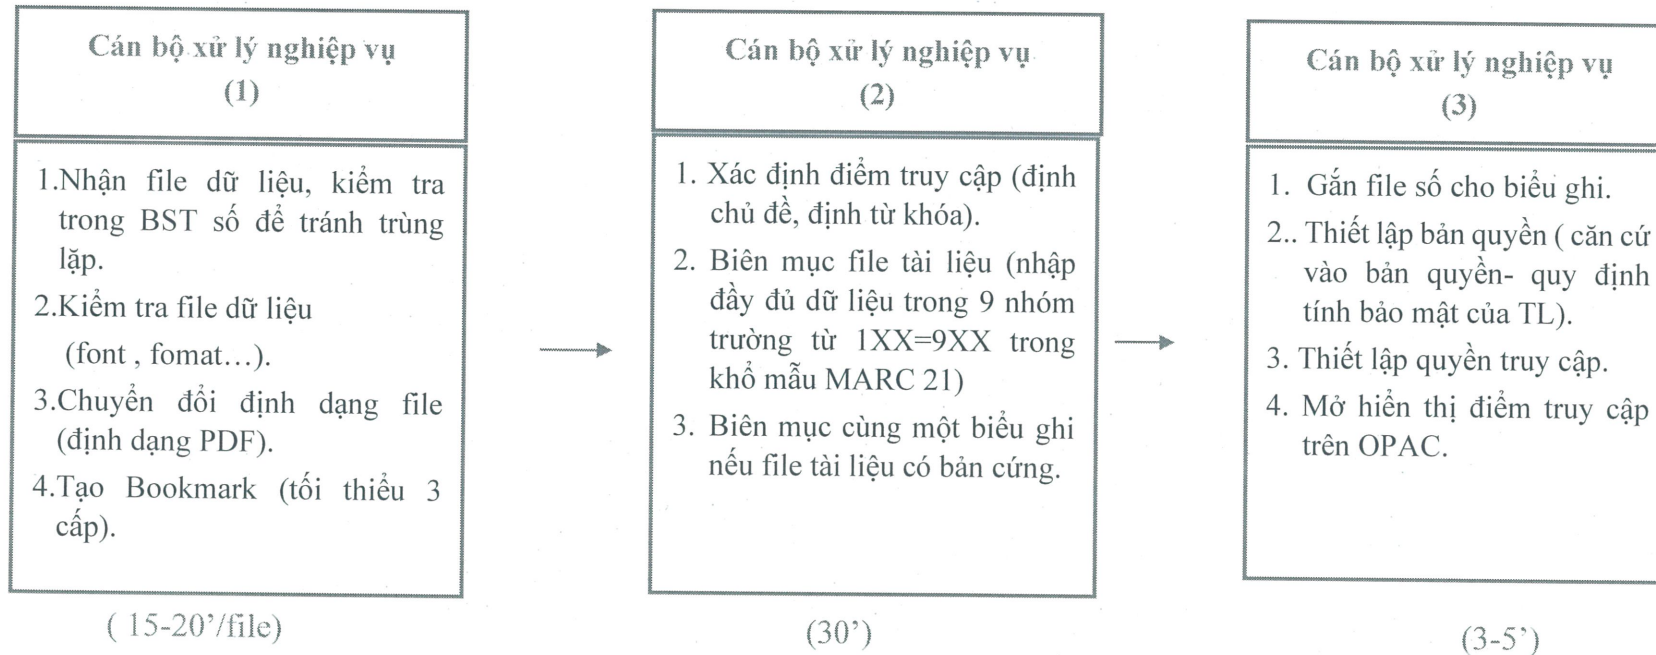 Cán bộ xử lý nghiệp vụ
(1)
1.Nhận file dữ liệu, kiểm tra
trong BST số để tránh trùng
lặp.
2.Kiểm tra file dữ liệu
(font , fomat…).
3.Chuyển đổi định dạng file
(định dạng PDF).
4.Tạo Bookmark (tối thiểu 3
cấp).
( 15-20’/file)
Cán bộ xử lý nghiệp vụ
(2)
1. Xác định điểm truy cập (định
chủ đề, định từ khóa).
2. Biên mục file tài liệu (nhập
đầy đủ dữ liệu trong 9 nhóm
trường từ 1XX=9XX trong
khổ mẫu MARC 21)
3. Biên mục cùng một biểu ghi
nếu file tài liệu có bản cứng.
(30’)
Cán bộ xử lý nghiệp vụ
(3)
1. Gắn file số cho biểu ghi.
2.. Thiết lập bản quyền ( căn cứ
vào bản quyền- quy định
tính bảo mật của TL).
3. Thiết lập quyền truy cập.
4. Mở hiển thị điểm truy cập
trên OPAC.
(3-5’)